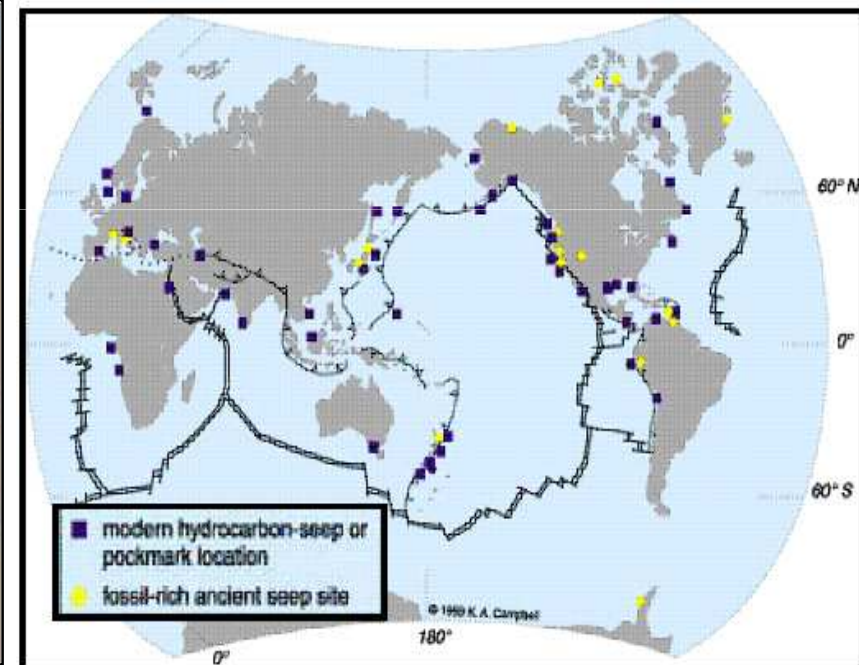 60° N
0°
60° S
modern hydrocarbon-seep or
pockmark location
fossil-rich ancient seep site
© 1999 K. A. Campbell
180°
0°